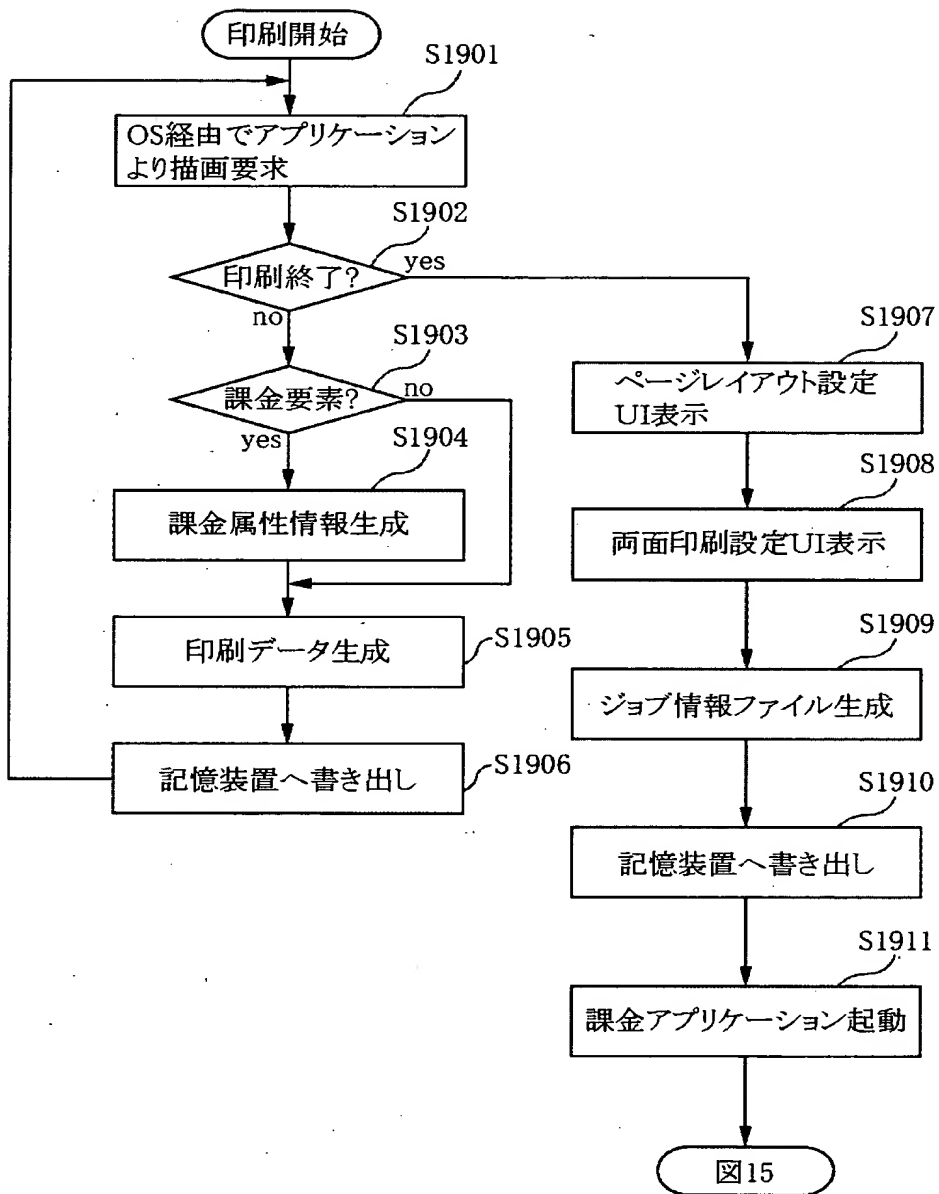 印刷開始
S1901
OS経由でアプリケーション
より描画要求
S1902
印刷終了?
yes
no
S1903
課金要素?
no
yes
S1904
課金属性情報生成
印刷データ生成
S1905
記憶装置へ書き出し
S1906
S1907
ページレイアウト設定
UI表示
S1908
両面印刷設定UI表示
S1909
ジョブ情報ファイル生成
S1910
記憶装置へ書き出し
S1911
課金アプリケーション起動
図15